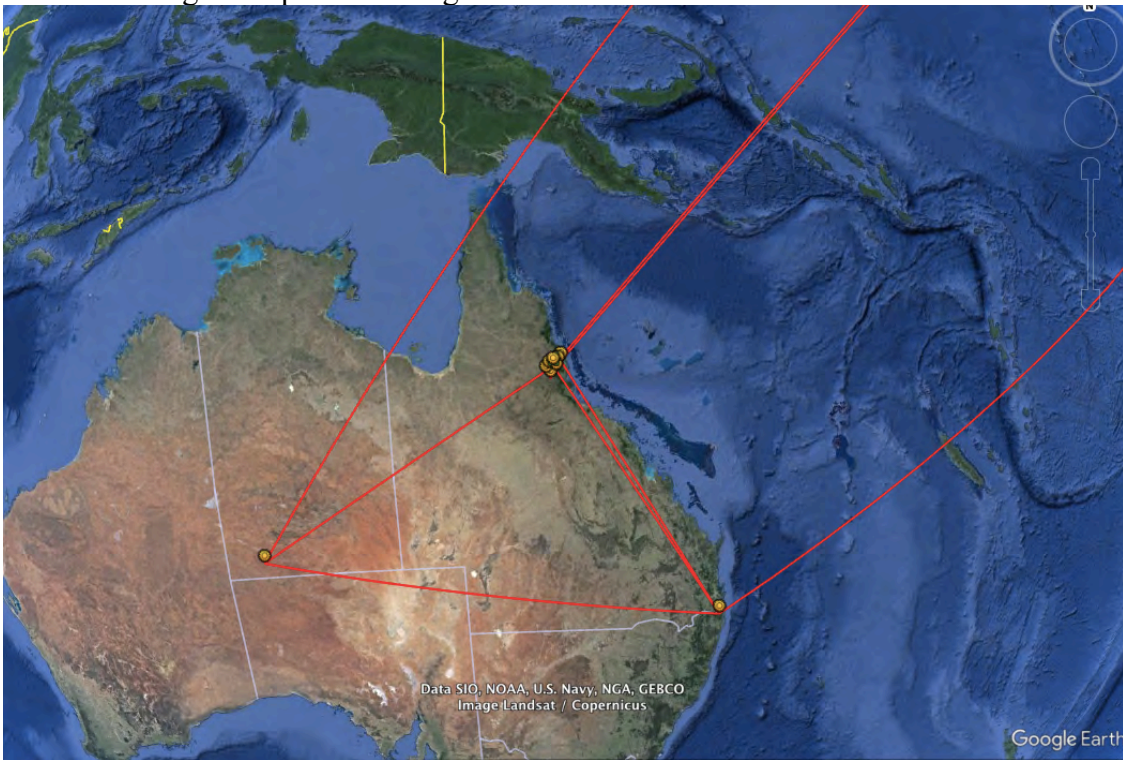 N
Data SIO, NOAA, U.S. Navy, NGA, GEBCO
Image Landsat / Copernicus
Google Earth